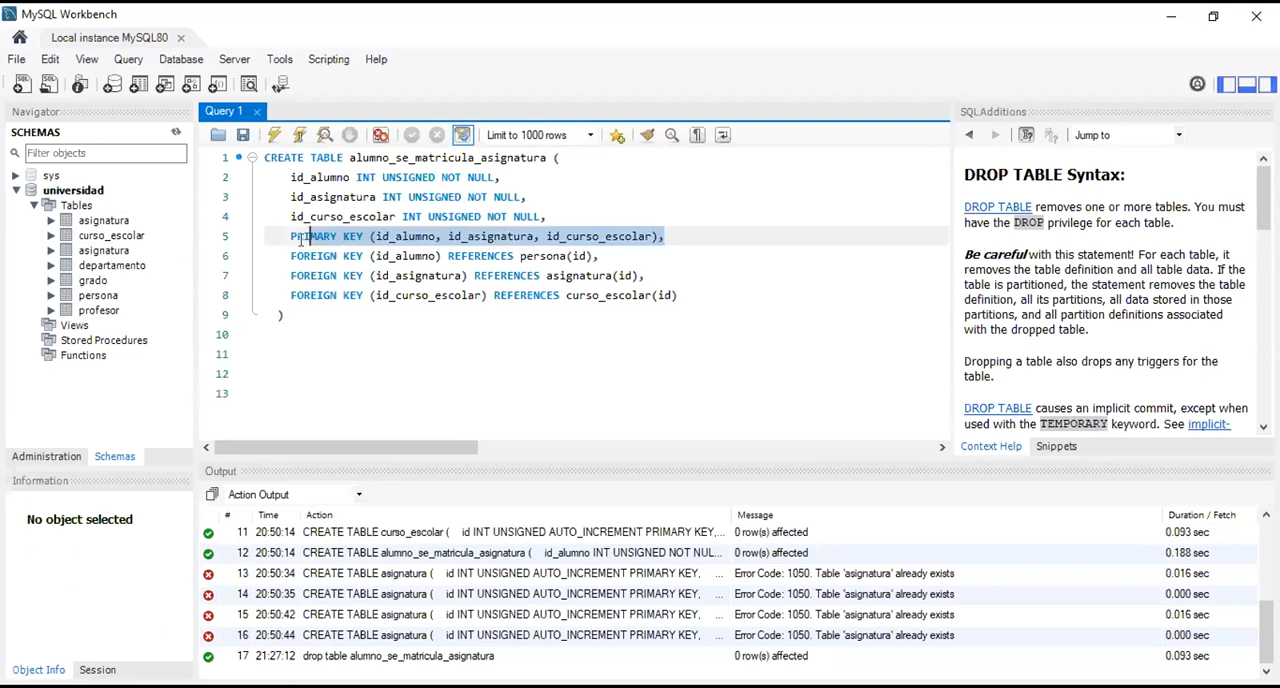 MySQL Workbench
Local instance MySQL80
File Edit View Query Database Server Tools Scripting Help
Navigator
SCHEMAS
Filter objects
sys
universidad
Tables
asignatura
curso_escolar
asignatura
departamento
grado
persona
profesor
Views
Stored Procedures
Functions
Administration Schemas
Information
No object selected
Object Info Session
Query 1
Limit to 1000 rows
1 CREATE TABLE alumno_se_matricula_asignatura (
2 id_alumno INT UNSIGNED NOT NULL,
3 id_asignatura INT UNSIGNED NOT NULL,
4 id_curso_escolar INT UNSIGNED NOT NULL,
5 PRIMARY KEY (id_alumno, id_asignatura, id_curso_escolar),
6 FOREIGN KEY (id_alumno) REFERENCES persona(id),
7 FOREIGN KEY (id_asignatura) REFERENCES asignatura(id),
8 FOREIGN KEY (id_curso_escolar) REFERENCES curso_escolar(id)
9 )
10
11
12
13
SQLAdditions
Jump to
DROP TABLE Syntax:
DROP TABLE removes one or more tables. You must
have the DROP privilege for each table.
Be careful with this statement! For each table, it
removes the table definition and all table data. If the
table is partitioned, the statement removes the table
definition, all its partitions, all data stored in those
partitions, and all partition definitions associated
with the dropped table.
Dropping a table also drops any triggers for the
table.
DROP TABLE causes an implicit commit, except when
used with the TEMPORARY keyword. See implicit-
Context Help Snippets
Output
Action Output
# Time Action Message Duration / Fetch
11 20:50:14 CREATE TABLE curso_escolar ( id INT UNSIGNED AUTO_INCREMENT PRIMARY KEY,... 0 row(s) affected 0.093 sec
12 20:50:14 CREATE TABLE alumno_se_matricula_asignatura ( id_alumno INT UNSIGNED NOT NUL... 0 row(s) affected 0.188 sec
13 20:50:34 CREATE TABLE asignatura ( id INT UNSIGNED AUTO_INCREMENT PRIMARY KEY, ... Error Code: 1050. Table 'asignatura' already exists 0.016 sec
14 20:50:35 CREATE TABLE asignatura ( id INT UNSIGNED AUTO_INCREMENT PRIMARY KEY, ... Error Code: 1050. Table 'asignatura' already exists 0.000 sec
15 20:50:42 CREATE TABLE asignatura ( id INT UNSIGNED AUTO_INCREMENT PRIMARY KEY, ... Error Code: 1050. Table 'asignatura' already exists 0.016 sec
16 20:50:44 CREATE TABLE asignatura ( id INT UNSIGNED AUTO_INCREMENT PRIMARY KEY, ... Error Code: 1050. Table 'asignatura' already exists 0.000 sec
17 21:27:12 drop table alumno_se_matricula_asignatura 0 row(s) affected 0.093 sec